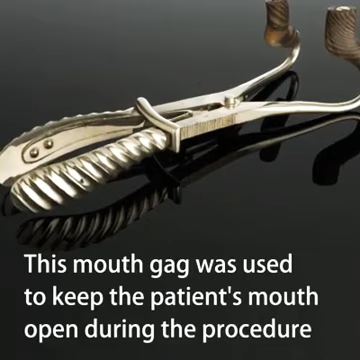 This mouth gag was used
to keep the patient's mouth
open during the procedure